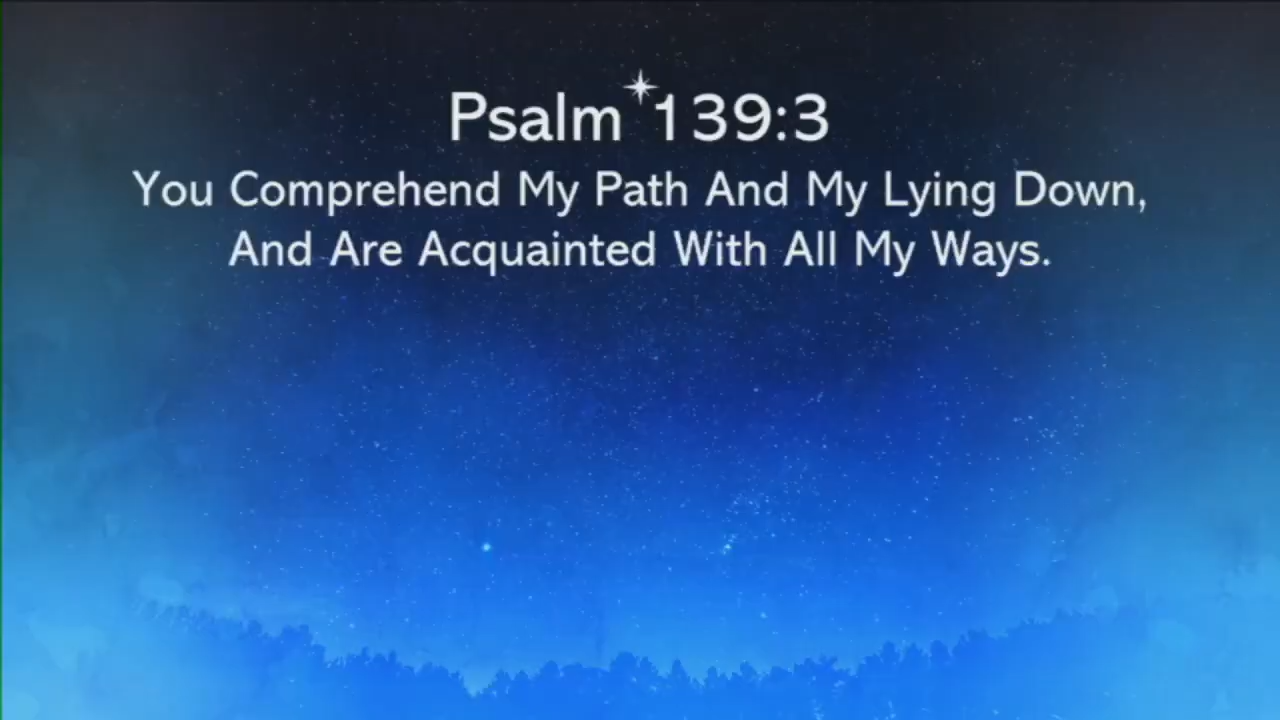 Psalm 139:3
You Comprehend My Path And My Lying Down,
And Are Acquainted With All My Ways.